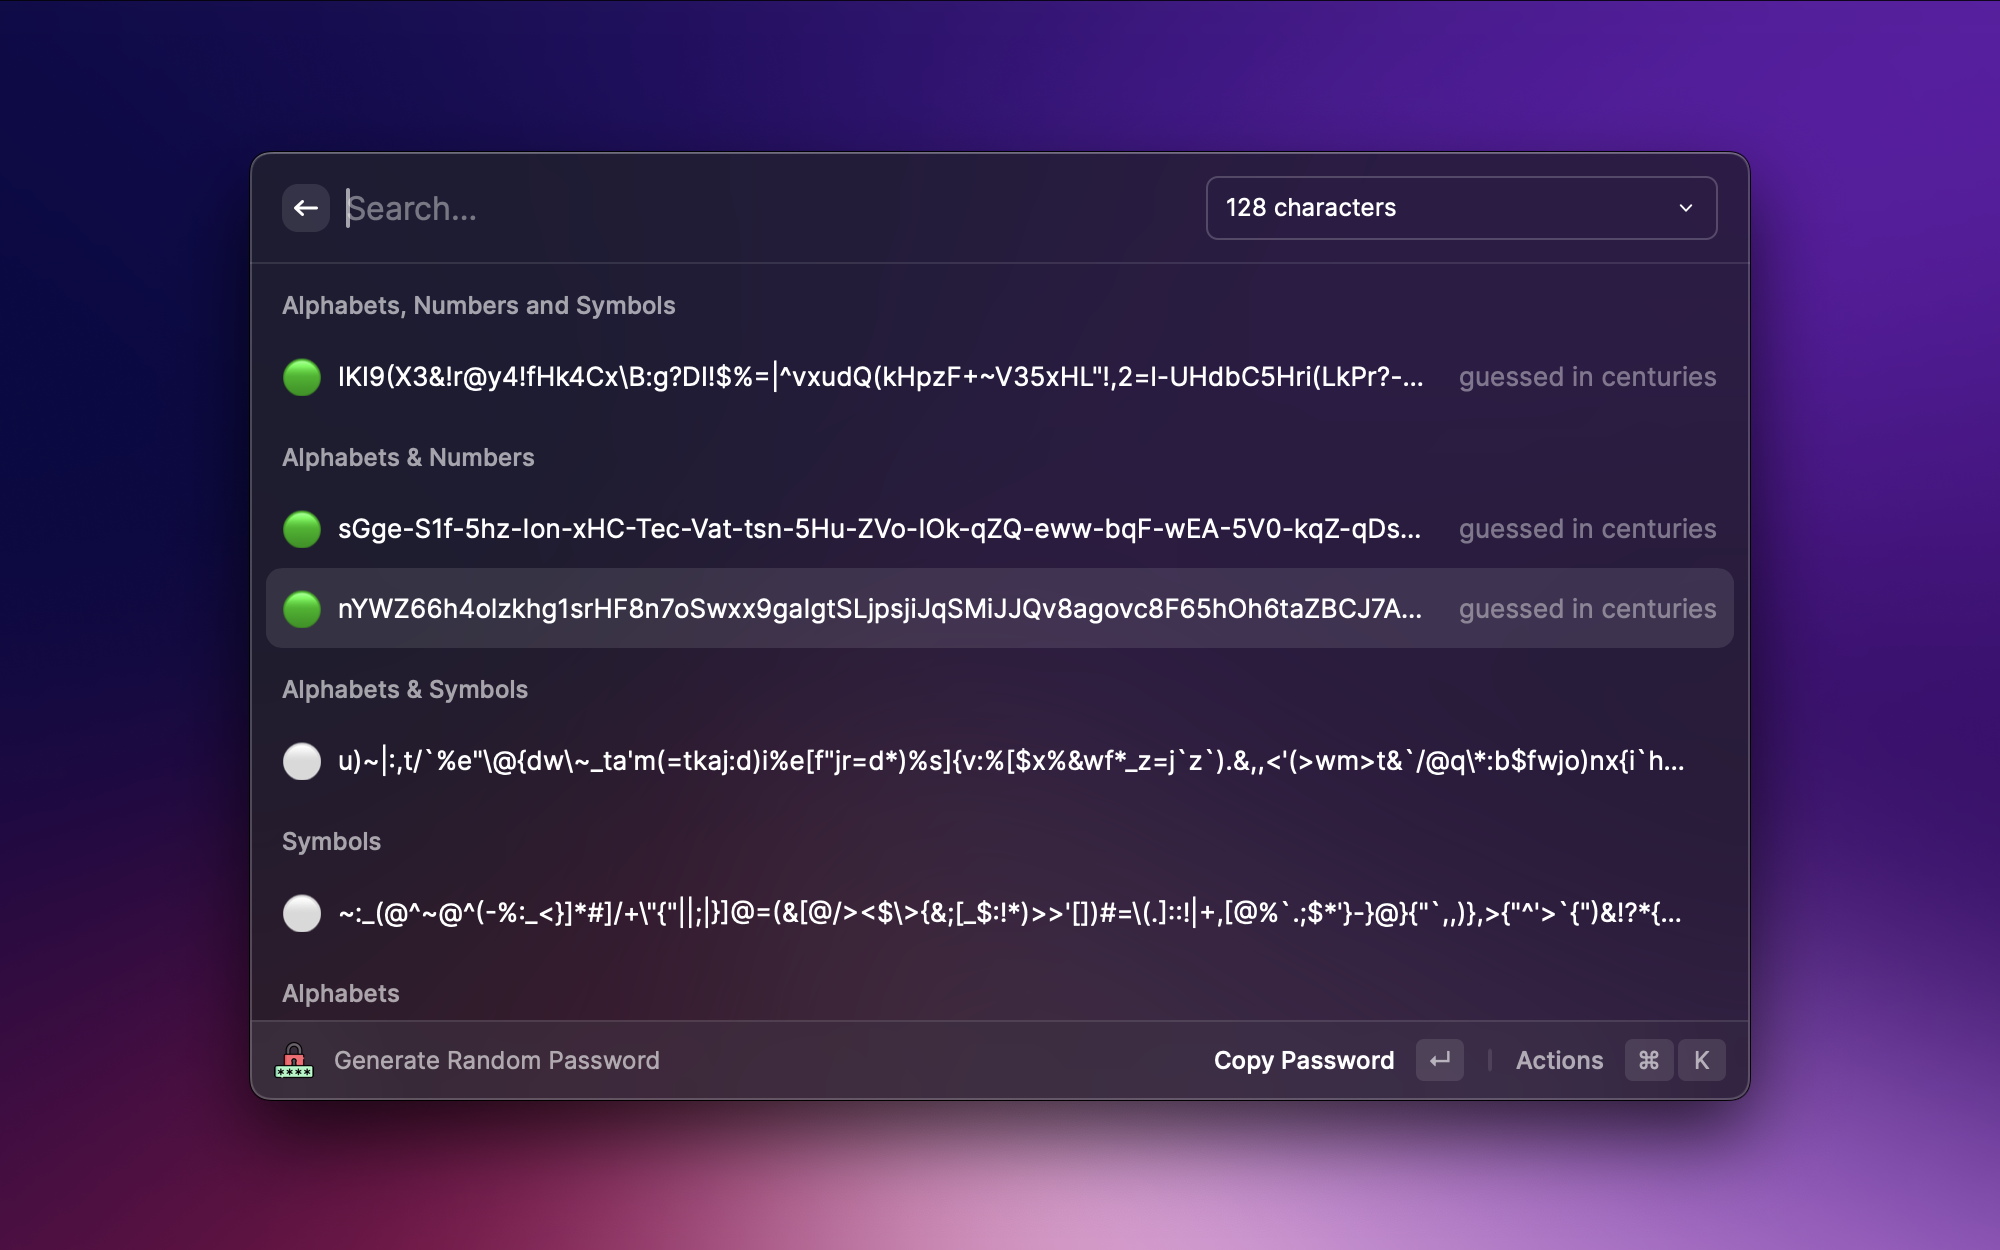 Search...
128 characters
Alphabets, Numbers and Symbols
IKI9(X3&!r@y4!fHk4Cx\B:g?DI!$%=|^vxudQ(kHpzF+~V35xHL"!,2=I-UHdbC5Hri(LkPr?-... guessed in centuries
Alphabets & Numbers
sGge-S1f-5hz-Ion-xHC-Tec-Vat-tsn-5Hu-ZVo-IOk-qZQ-eww-bqF-wEA-5V0-kqZ-qDs... guessed in centuries
nYWZ66h4oIzkhg1srHF8n7oSwxx9gaIgtSLjpsjiJqSMiJJQv8agovc8F65hOh6taZBCJ7A... guessed in centuries
Alphabets & Symbols
u)~|:,t/`%e"\@{dw\~_ta'm(=tkaj:d)i%e[f"jr=d*)%s]{v:%[$x%&wf*_z=j`z`).&,,<'(>wm>t&`/@q\*:b$fwjo)nx{i`h...
Symbols
~:_(@^~@^(-%:_<}]*#]/+\"{"||;|}]@=(&[@/><$\>{&;[_$:!*)>>'[])#=\(.]::!|+,[@%`.;$*'}-}@}{"`,,)},>{"^'>`{")&!?*{...
Alphabets
**** Generate Random Password
Copy Password ↵ | Actions ⌘ K